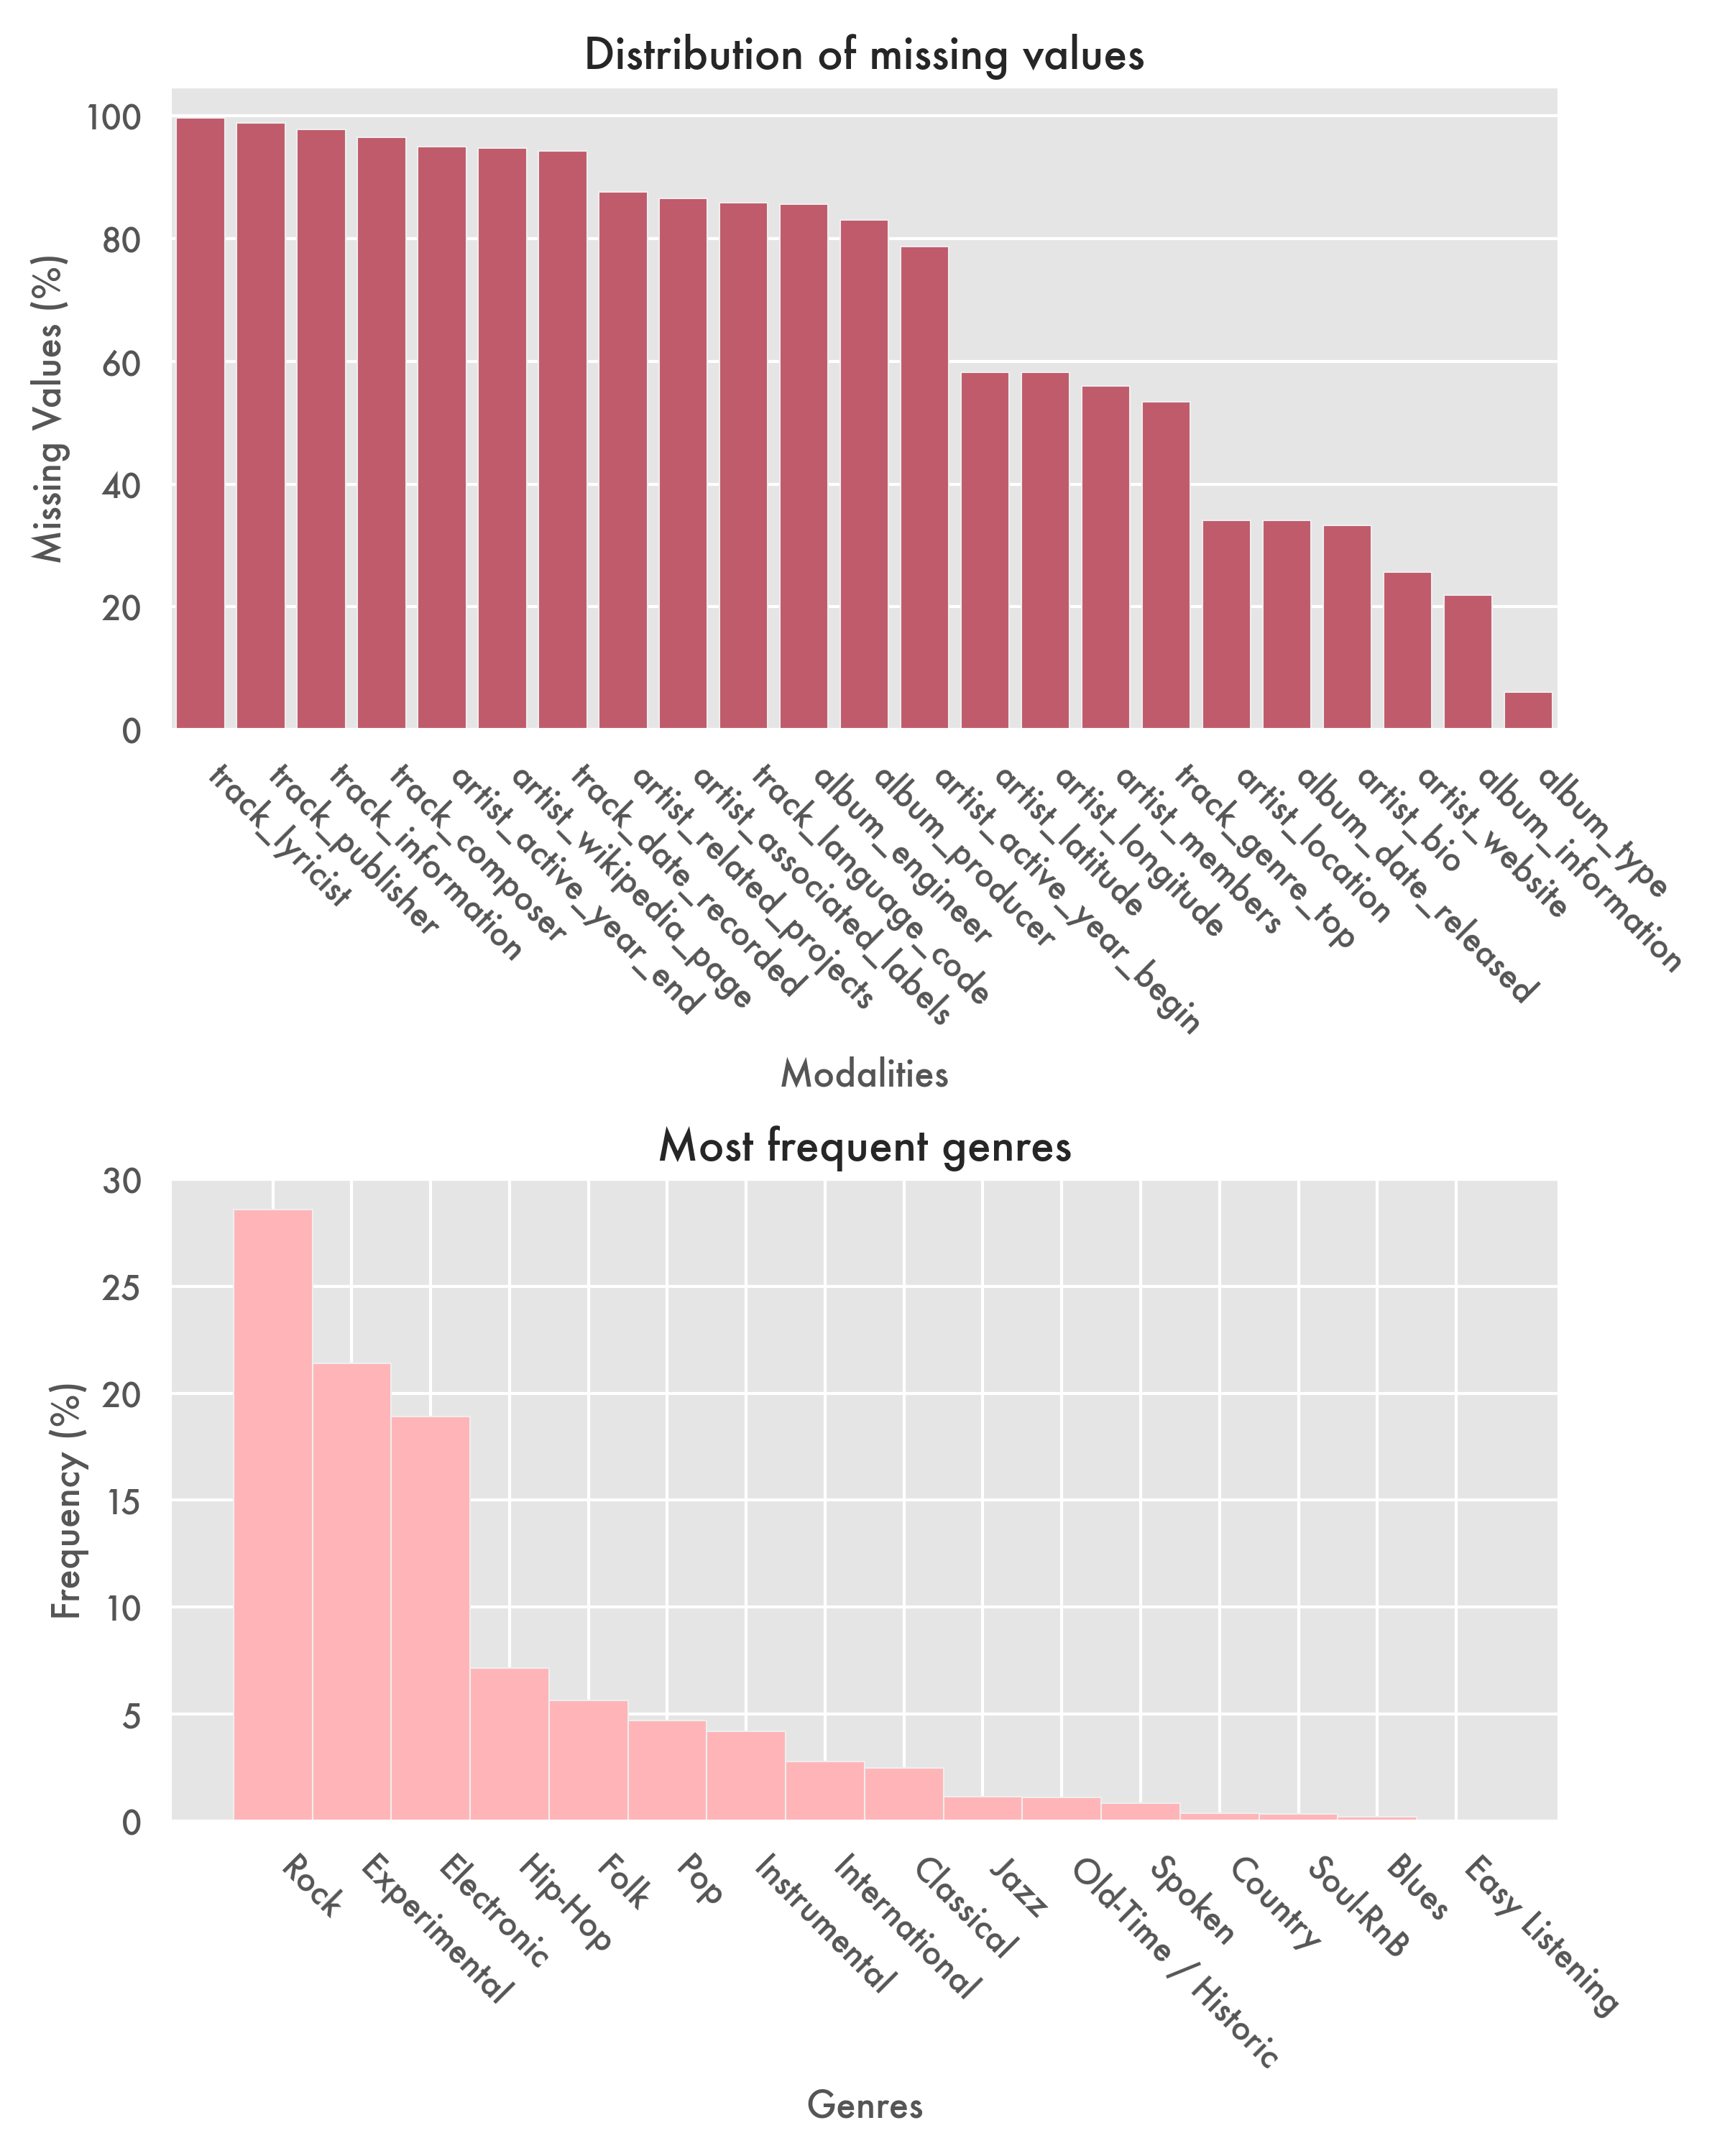 Distribution of missing values
100
80
60
40
20
0
Missing Values (%)
track_lyricist
track_publisher
track_information
track_composer
artist_active_year_end
artist_wikipedia_page
track_date_recorded
artist_related_projects
artist_associated_labels
track_language_code
album_engineer
album_producer
artist_active_year_begin
artist_latitude
artist_longitude
artist_members
track_genre_top
artist_location
album_date_released
artist_bio
artist_website
album_information
album_type
Modalities
Most frequent genres
30
25
20
15
10
5
0
Frequency (%)
Rock
Experimental
Electronic
Hip-Hop
Folk
Pop
Instrumental
International
Classical
Jazz
Old-Time / Historic
Spoken
Country
Soul-RnB
Blues
Easy Listening
Genres